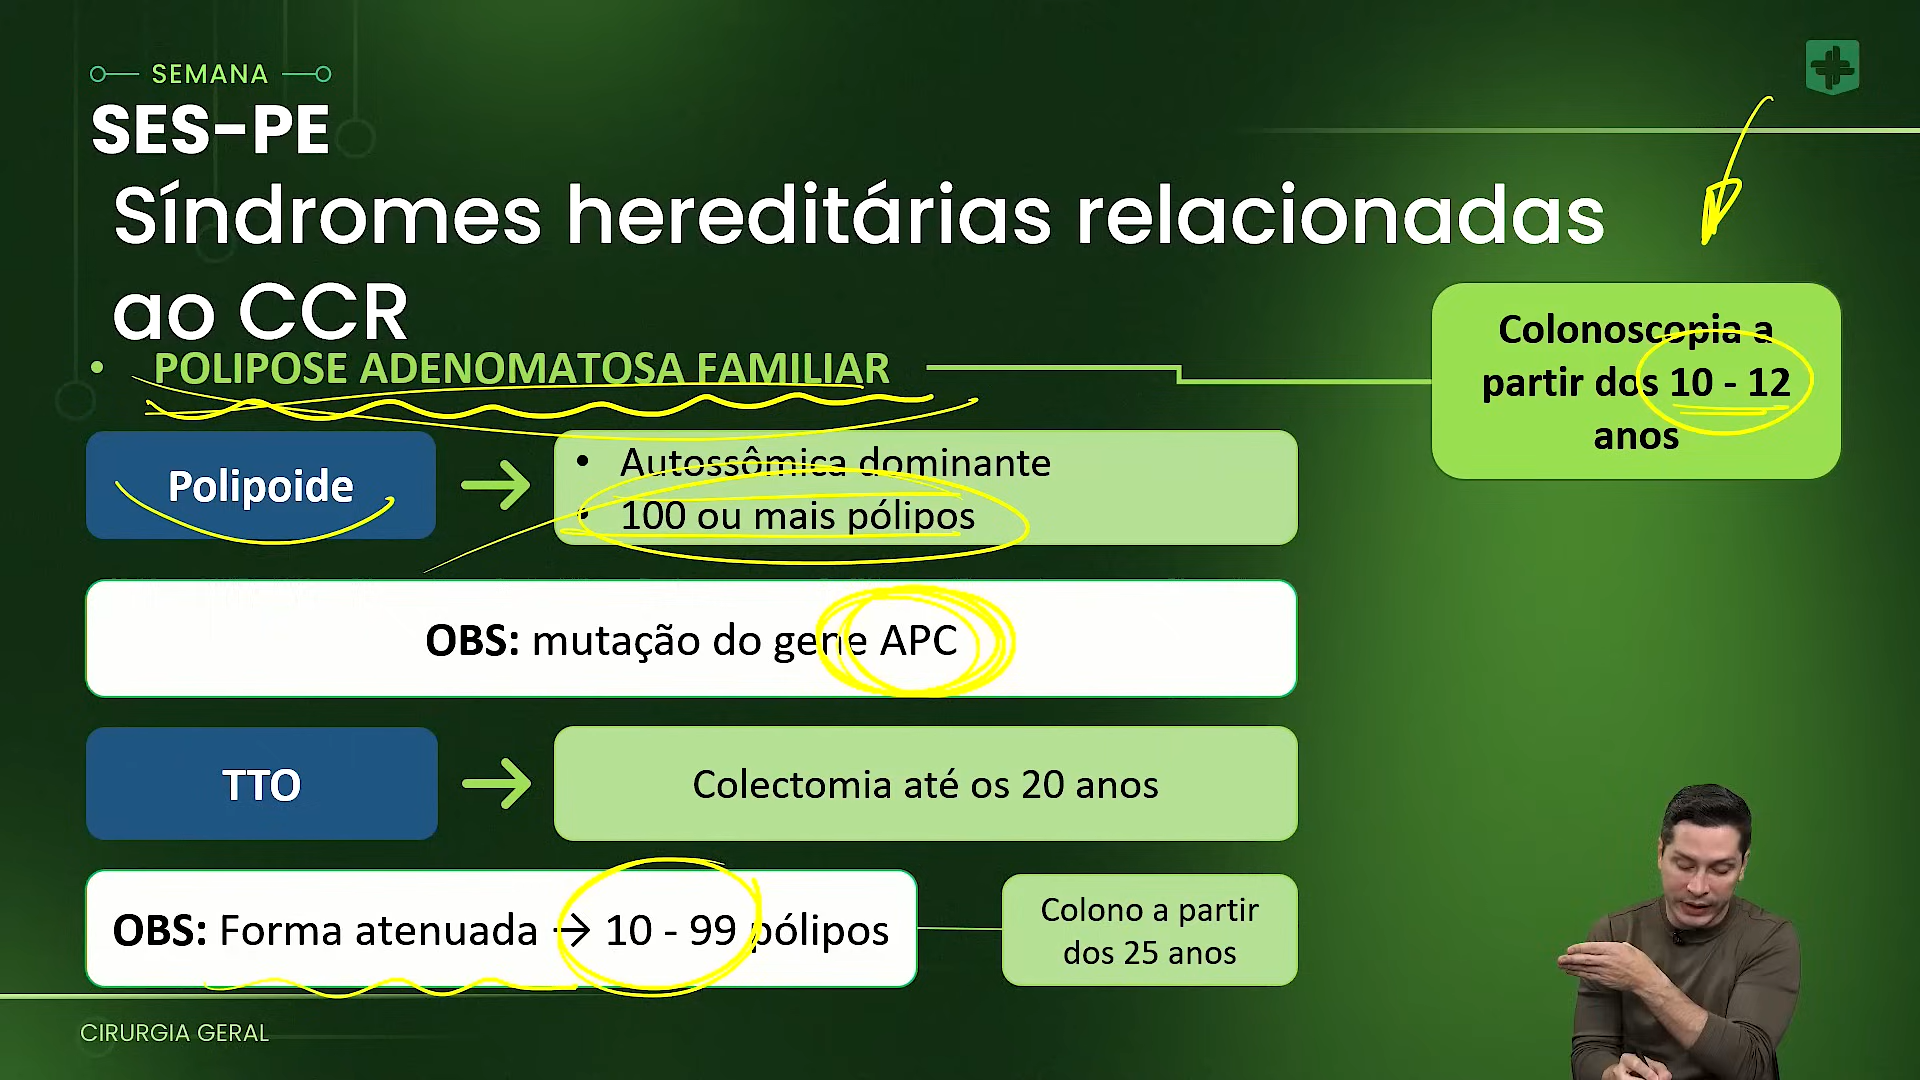 SEMANA
SES-PE
Síndromes hereditárias relacionadas
ao CCR
• POLIPOSE ADENOMATOSA FAMILIAR
Colonoscopia a
partir dos 10 - 12
anos
Polipoide
• Autossômica dominante
• 100 ou mais pólipos
OBS: mutação do gene APC
TTO
Colectomia até os 20 anos
OBS: Forma atenuada → 10 - 99 pólipos
Colono a partir
dos 25 anos
CIRURGIA GERAL